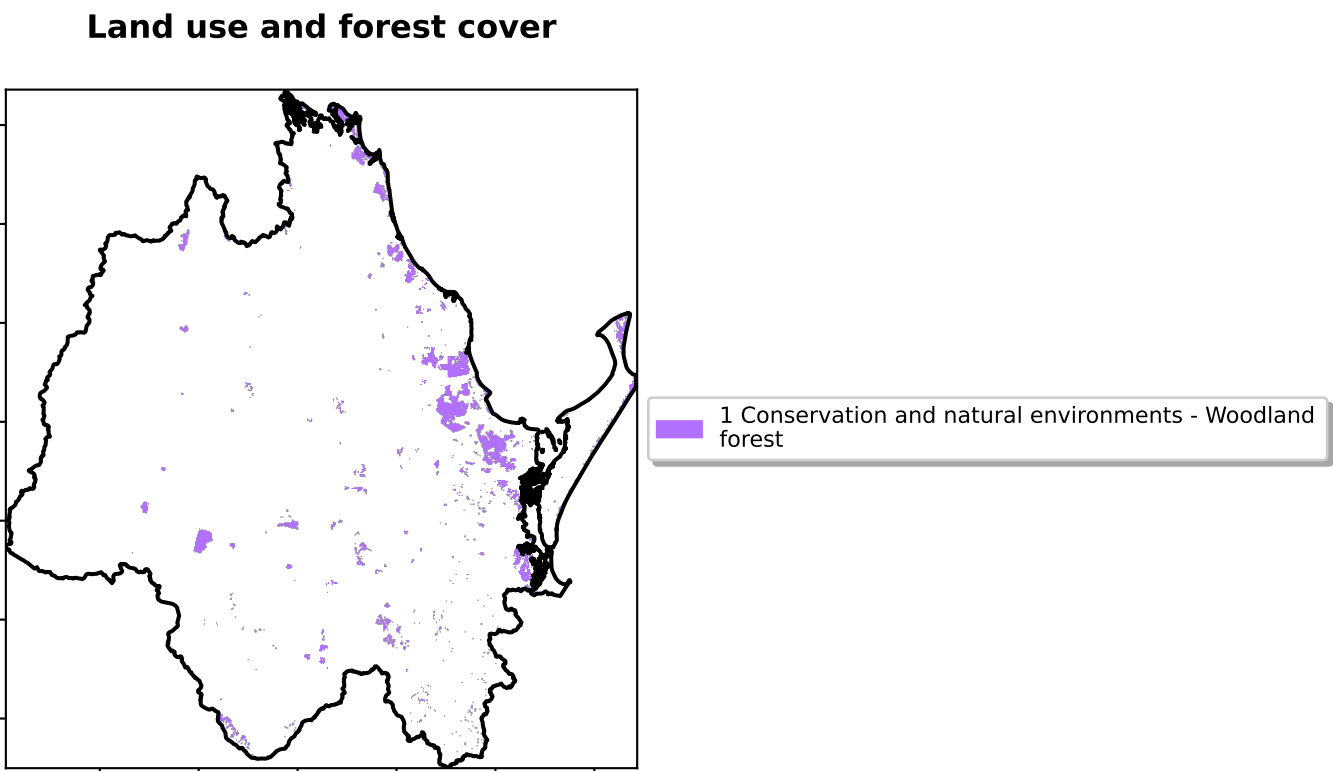 Land use and forest cover
1 Conservation and natural environments - Woodland
forest